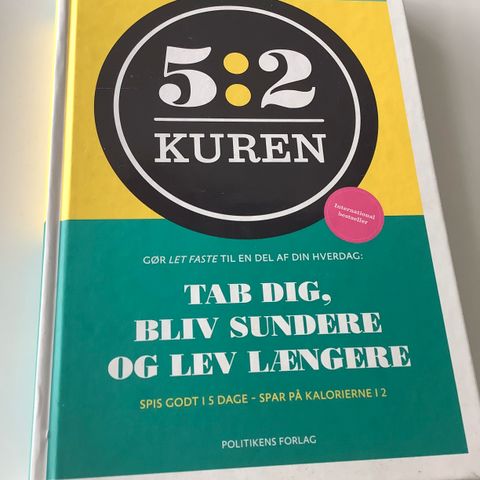 5:2
KUREN
International
bestseller
GØR LET FASTE TIL EN DEL AF DIN HVERDAG:
TAB DIG,
BLIV SUNDERE
OG LEV LÆNGERE
SPIS GODT I 5 DAGE - SPAR PÅ KALORIERNE I 2
POLITIKENS FORLAG